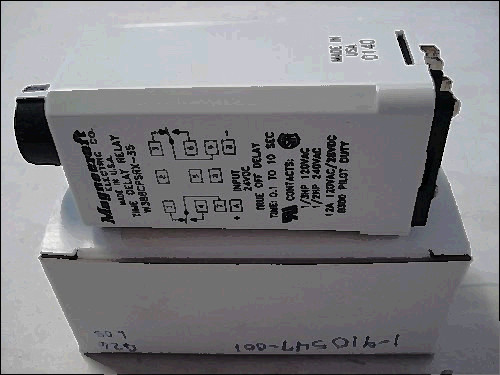 Magnecraft
ELECTRIC CO.
MADE IN U.S.A.
TIME DELAY RELAY
W388CPSRX-35
INPUT
24VDC
TRUE OFF DELAY
TIME: 0.1 TO 10 SEC
CONTACTS:
1/3HP 120VAC
1/2HP 240VAC
12A 120VAC/28VDC
B300 PILOT DUTY
MADE IN
USA
0140
1-910547-001